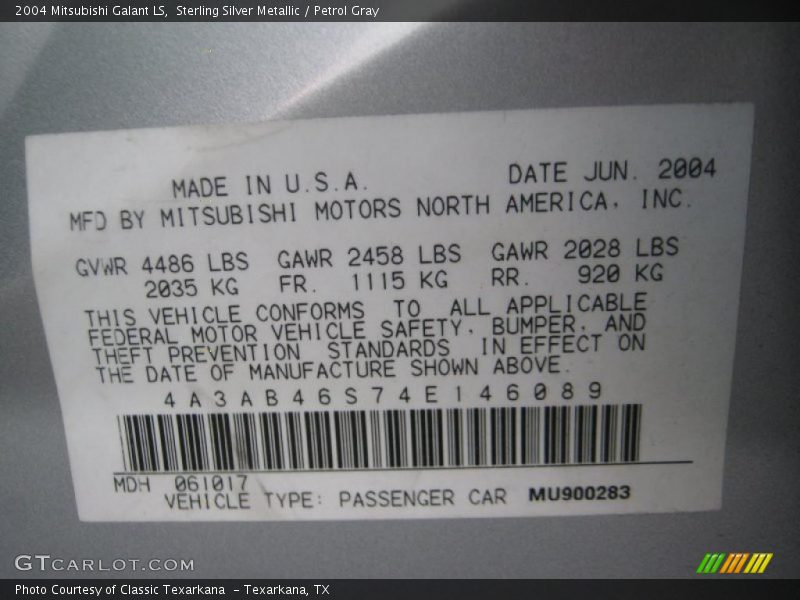 2004 Mitsubishi Galant LS,  Sterling Silver Metallic / Petrol Gray
MADE IN U.S.A. DATE JUN. 2004
MFD BY MITSUBISHI MOTORS NORTH AMERICA, INC.
GVWR 4486 LBS GAWR 2458 LBS GAWR 2028 LBS
2035 KG FR. 1115 KG RR. 920 KG
THIS VEHICLE CONFORMS TO ALL APPLICABLE
FEDERAL MOTOR VEHICLE SAFETY, BUMPER, AND
THEFT PREVENTION STANDARDS IN EFFECT ON
THE DATE OF MANUFACTURE SHOWN ABOVE.
4A3AB46S74E146089
MDH 061017
VEHICLE TYPE: PASSENGER CAR MU900283
GTCARLOT.COM
Photo Courtesy of Classic Texarkana  - Texarkana, TX